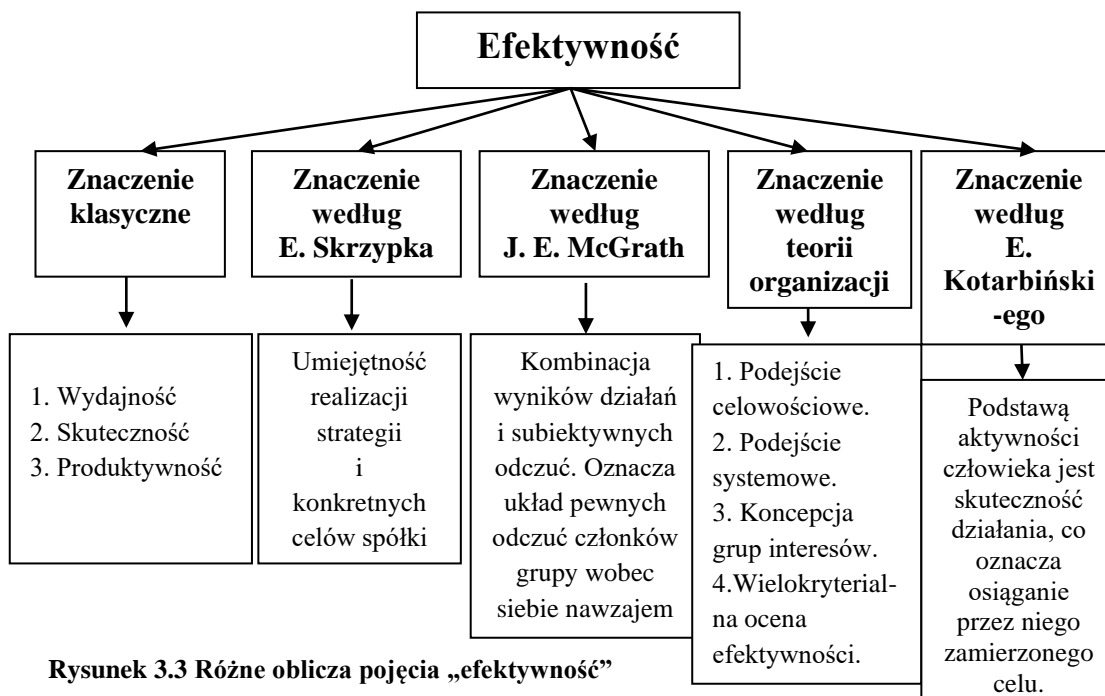 Efektywność
Znaczenie
klasyczne
Znaczenie
według
E. Skrzypka
Znaczenie
według
J. E. McGrath
Znaczenie
według
teorii
organizacji
Znaczenie
według
E.
Kotarbiński
-ego
1. Wydajność
2. Skuteczność
3. Produktywność
Umiejętność
realizacji
strategii
i
konkretnych
celów spółki
Kombinacja
wyników działań
i subiektywnych
odczuć. Oznacza
układ pewnych
odczuć członków
grupy wobec
siebie nawzajem
1. Podejście
celowościowe.
2. Podejście
systemowe.
3. Koncepcja
grup interesów.
4.Wielokryterial-
na ocena
efektywności.
Podstawą
aktywności
człowieka jest
skuteczność
działania, co
oznacza
osiąganie
przez niego
zamierzonego
celu.
Rysunek 3.3 Różne oblicza pojęcia „efektywność”